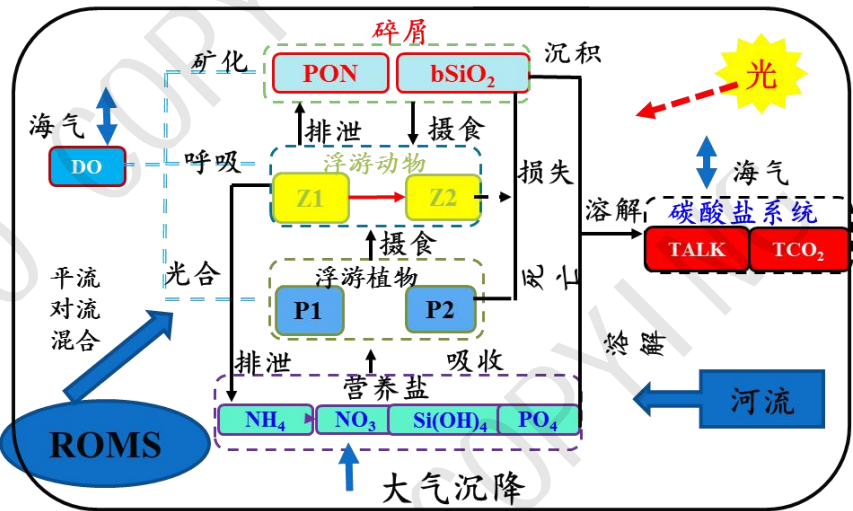 碎屑
矿化
PON
bSiO₂
沉积
光
海气
排泄
摄食
DO
呼吸
浮游动物
损失
海气
Z1
Z2
溶解
碳酸盐系统
摄食
TALK
TCO₂
平流
对流
混合
光合
浮游植物
死亡
P1
P2
溶解
排泄
吸收
营养盐
河流
NH₄
NO₃
Si(OH)₄
PO₄
ROMS
大气沉降
NO COPYING